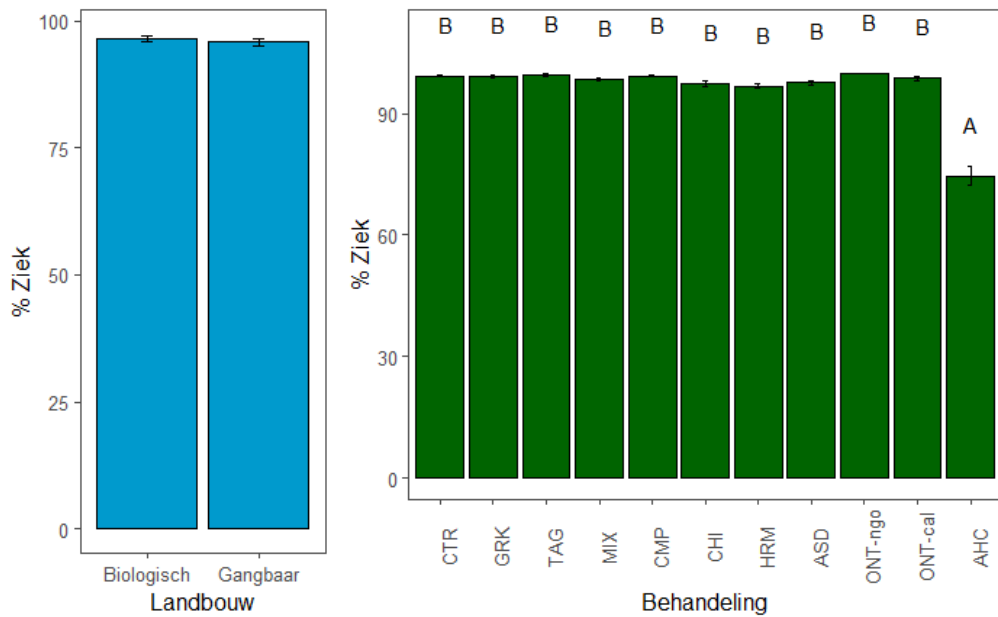 100
75
50
25
0
% Ziek
Biologisch Gangbaar
Landbouw
B B B B B B B B B B A
90
60
30
0
% Ziek
CTR GRK TAG MIX CMP CHI HRM ASD ONT-ngo ONT-cal AHC
Behandeling